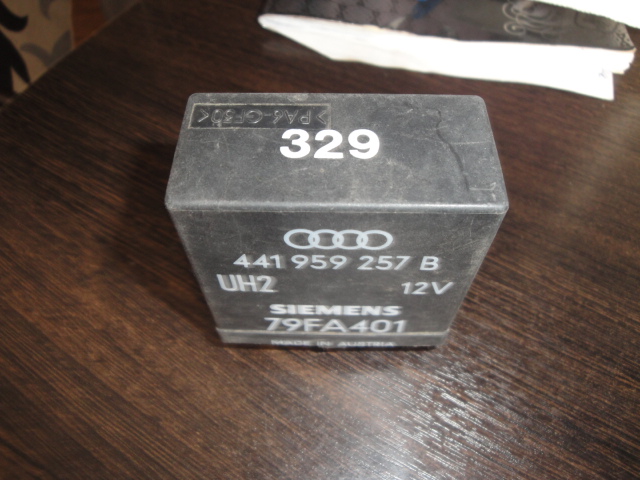 >PA6-GF30<
329
441 959 257 B
UH2 12V
SIEMENS
79FA401
MADE IN AUSTRIA